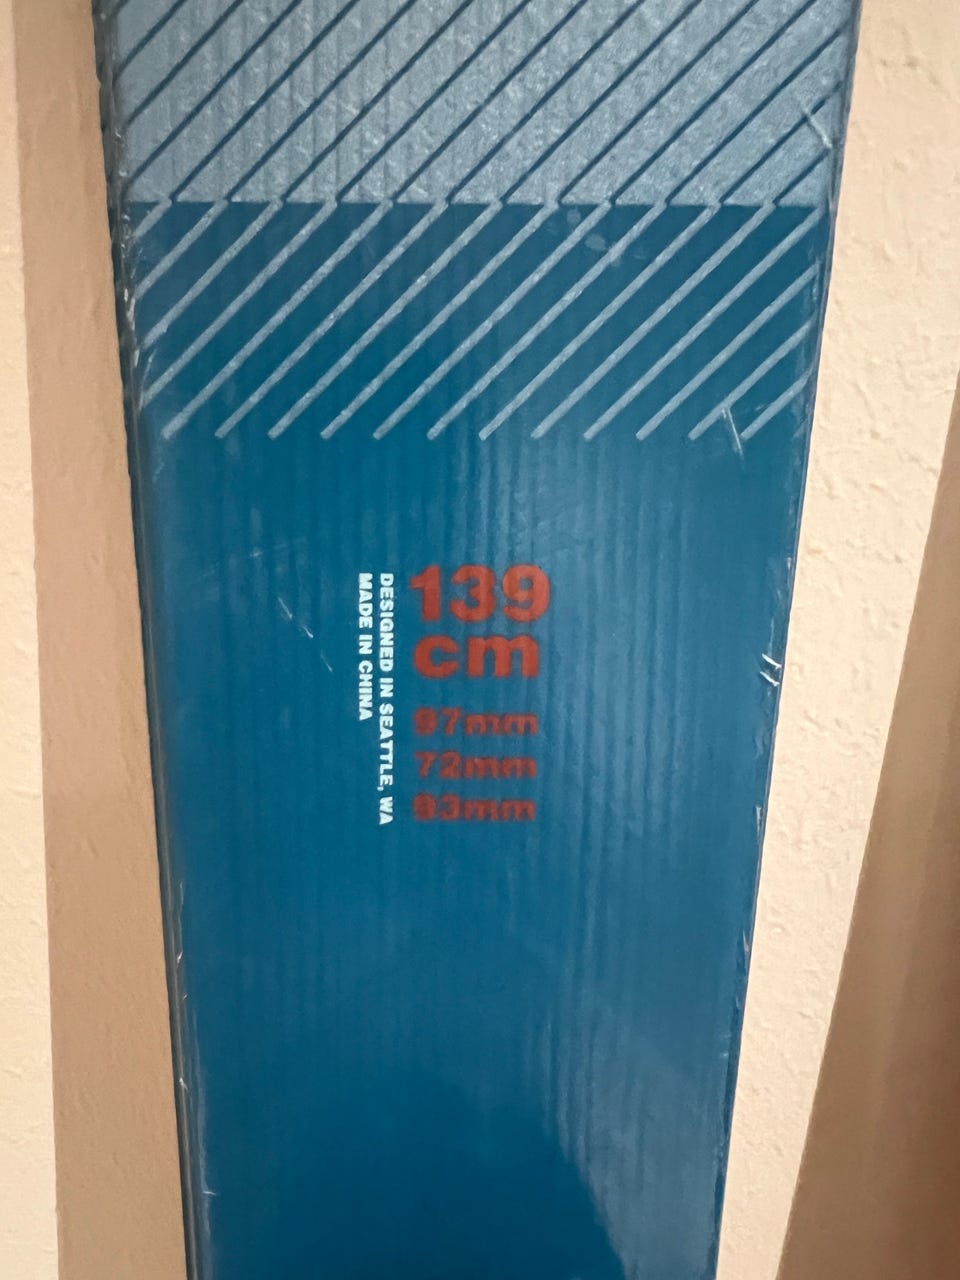 139
cm
97mm
72mm
93mm
DESIGNED IN SEATTLE, WA
MADE IN CHINA